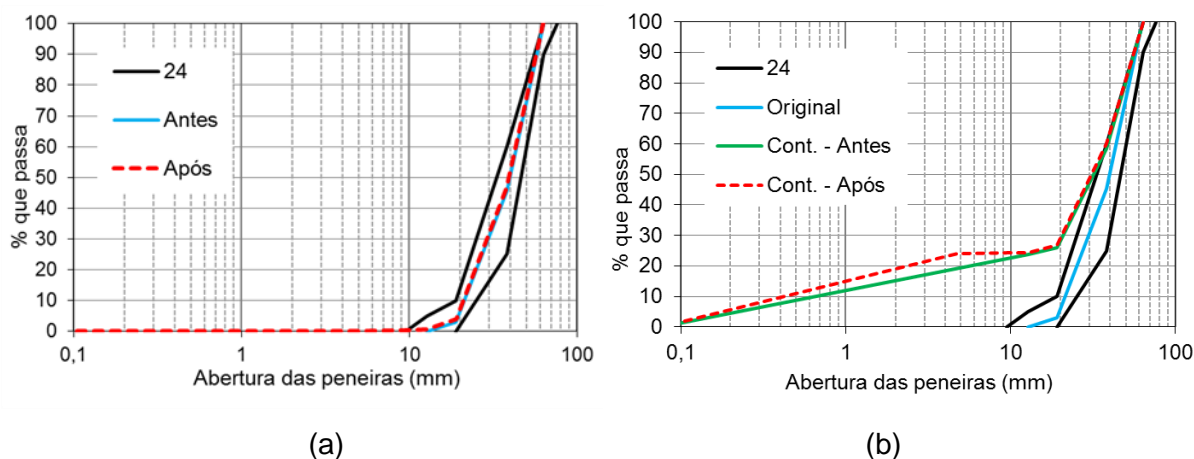 100
90
80
70
60
50
40
30
20
10
0
% que passa
24
Antes
Após
0,1
1
10
100
Abertura das peneiras (mm)
(a)
100
90
80
70
60
50
40
30
20
10
0
% que passa
24
Original
Cont. - Antes
Cont. - Após
0,1
1
10
100
Abertura das peneiras (mm)
(b)